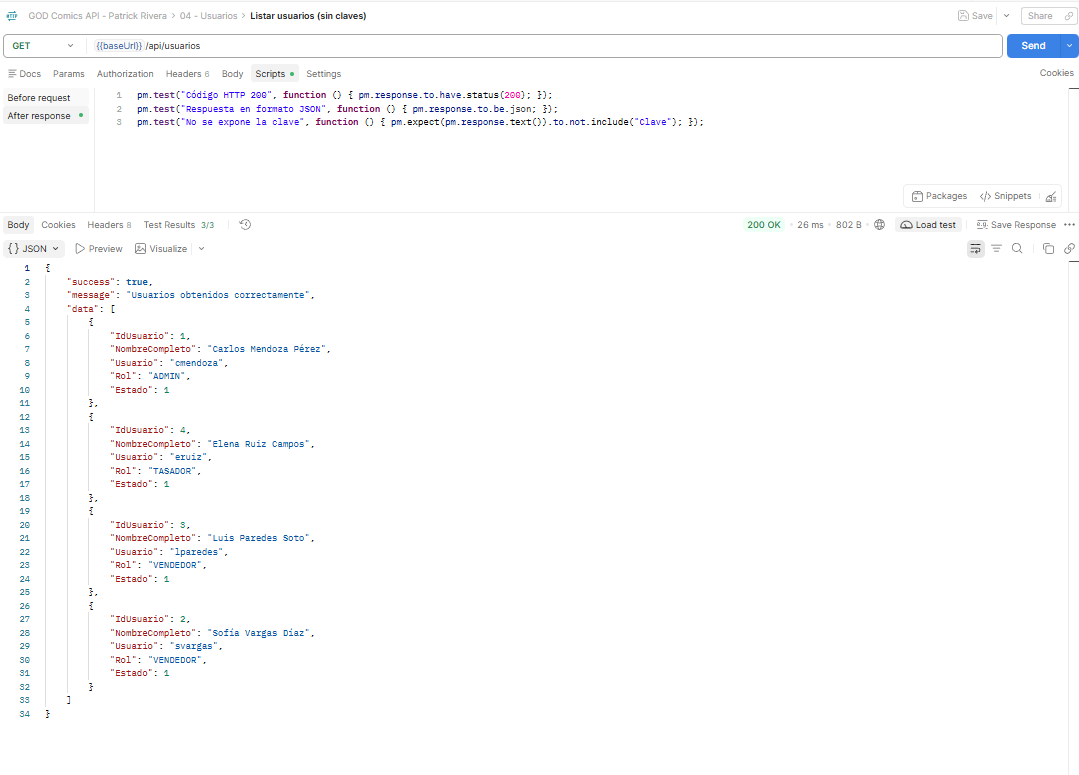 GOD Comics API - Patrick Rivera > 04 - Usuarios > Listar usuarios (sin claves)
Save
Share
GET
{{baseUrl}} /api/usuarios
Send
Docs Params Authorization Headers 6 Body Scripts Settings
Cookies
Before request
After response
1 pm.test("Código HTTP 200", function () { pm.response.to.have.status(200); });
2 pm.test("Respuesta en formato JSON", function () { pm.response.to.be.json; });
3 pm.test("No se expone la clave", function () { pm.expect(pm.response.text()).to.not.include("Clave"); });
Packages </> Snippets
Body Cookies Headers 8 Test Results 3/3
200 OK • 26 ms • 802 B Load test Save Response
{} JSON Preview Visualize
1 {
2 "success": true,
3 "message": "Usuarios obtenidos correctamente",
4 "data": [
5 {
6 "IdUsuario": 1,
7 "NombreCompleto": "Carlos Mendoza Pérez",
8 "Usuario": "cmendoza",
9 "Rol": "ADMIN",
10 "Estado": 1
11 },
12 {
13 "IdUsuario": 4,
14 "NombreCompleto": "Elena Ruiz Campos",
15 "Usuario": "eruiz",
16 "Rol": "TASADOR",
17 "Estado": 1
18 },
19 {
20 "IdUsuario": 3,
21 "NombreCompleto": "Luis Paredes Soto",
22 "Usuario": "lparedes",
23 "Rol": "VENDEDOR",
24 "Estado": 1
25 },
26 {
27 "IdUsuario": 2,
28 "NombreCompleto": "Sofía Vargas Díaz",
29 "Usuario": "svargas",
30 "Rol": "VENDEDOR",
31 "Estado": 1
32 }
33 ]
34 }